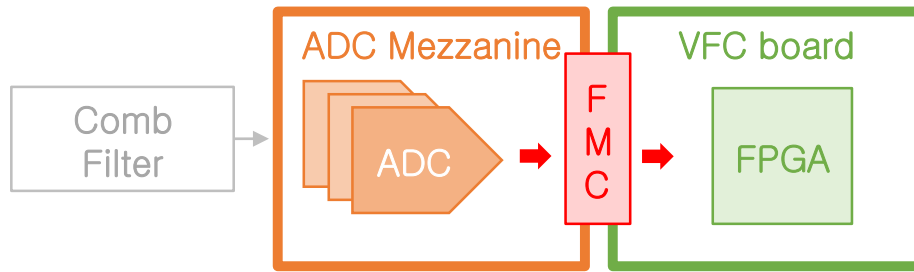 ADC Mezzanine
VFC board
Comb
Filter
ADC
F
M
C
FPGA